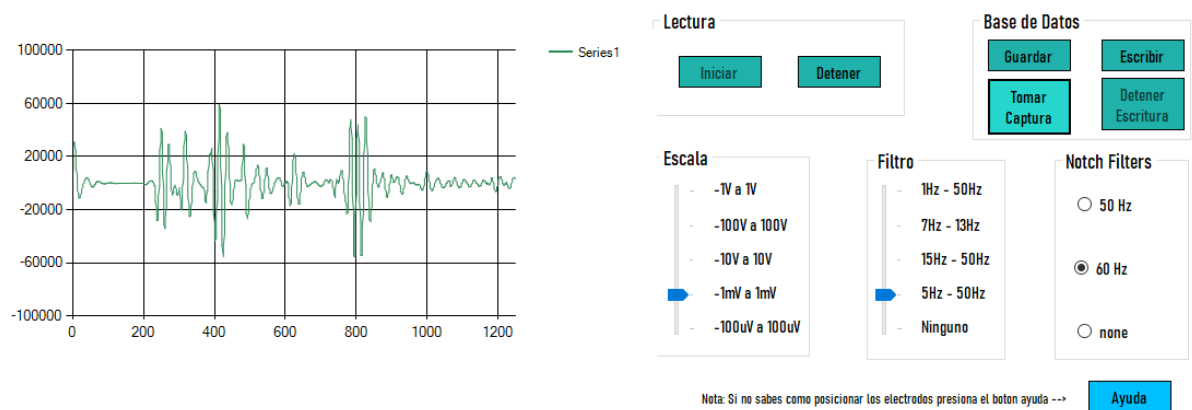 Series1
100000
60000
20000
-20000
-60000
-100000
0 200 400 600 800 1000 1200
Lectura
Iniciar Detener
Base de Datos
Guardar Escribir
Tomar Captura
Detener Escritura
Escala
-1V a 1V
-100V a 100V
-10V a 10V
-1mV a 1mV
-100uV a 100uV
Filtro
1Hz - 50Hz
7Hz - 13Hz
15Hz - 50Hz
5Hz - 50Hz
Ninguno
Notch Filters
50 Hz
60 Hz
none
Nota: Si no sabes como posicionar los electrodos presiona el boton ayuda -->
Ayuda